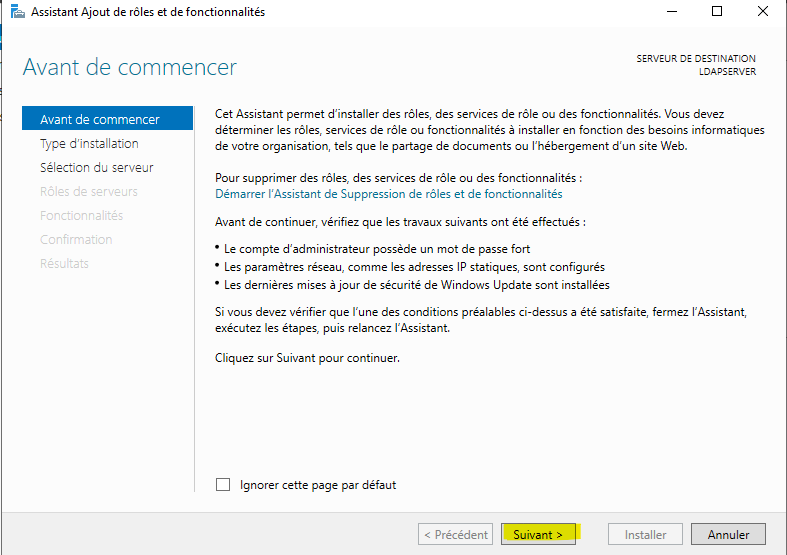 Assistant Ajout de rôles et de fonctionnalités
Avant de commencer
SERVEUR DE DESTINATION
LDAPSERVER
Avant de commencer
Type d'installation
Sélection du serveur
Rôles de serveurs
Fonctionnalités
Confirmation
Résultats
Cet Assistant permet d'installer des rôles, des services de rôle ou des fonctionnalités. Vous devez
déterminer les rôles, services de rôle ou fonctionnalités à installer en fonction des besoins informatiques
de votre organisation, tels que le partage de documents ou l'hébergement d'un site Web.
Pour supprimer des rôles, des services de rôle ou des fonctionnalités :
Démarrer l'Assistant de Suppression de rôles et de fonctionnalités
Avant de continuer, vérifiez que les travaux suivants ont été effectués :
• Le compte d'administrateur possède un mot de passe fort
• Les paramètres réseau, comme les adresses IP statiques, sont configurés
• Les dernières mises à jour de sécurité de Windows Update sont installées
Si vous devez vérifier que l'une des conditions préalables ci-dessus a été satisfaite, fermez l'Assistant,
exécutez les étapes, puis relancez l'Assistant.
Cliquez sur Suivant pour continuer.
Ignorer cette page par défaut
< Précédent
Suivant >
Installer
Annuler